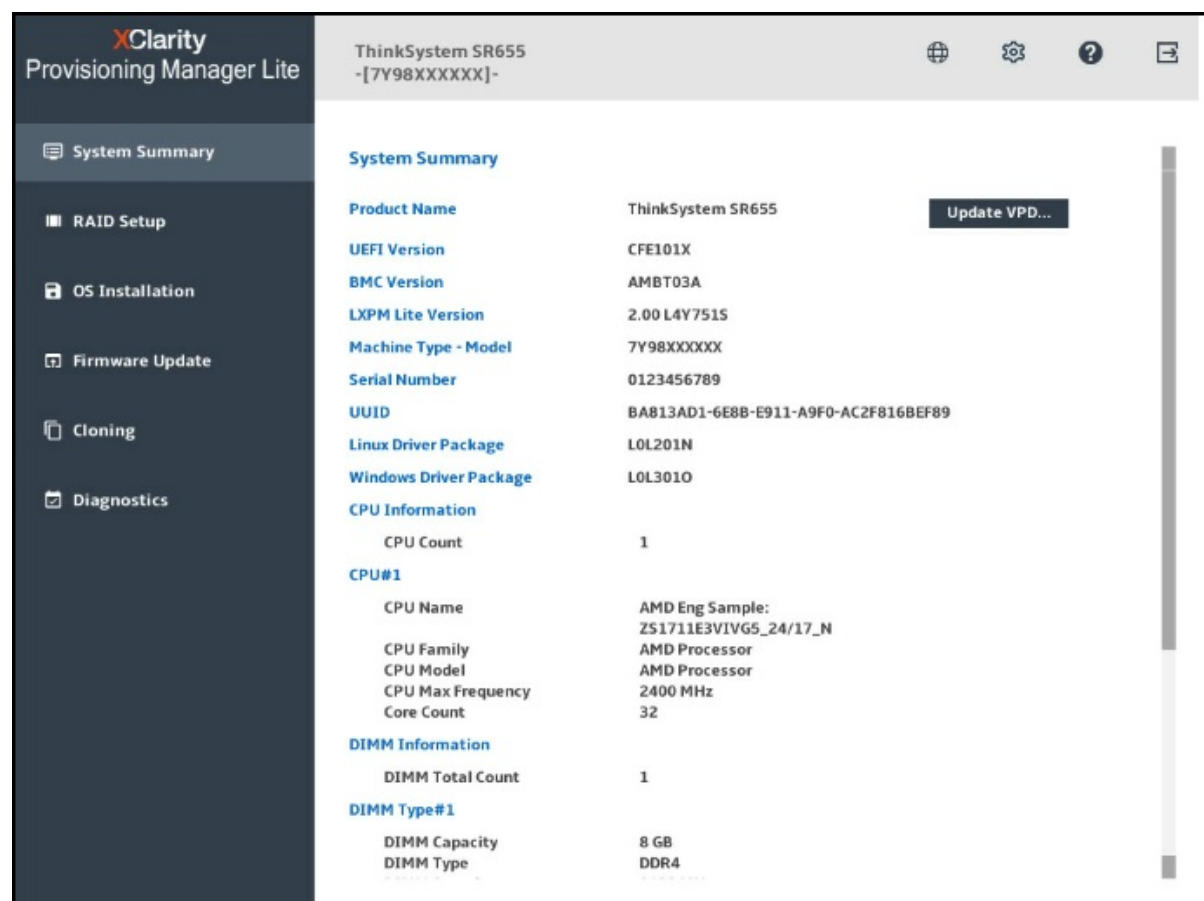 XClarity
Provisioning Manager Lite
ThinkSystem SR655
-[7Y98XXXXXX]-
System Summary
RAID Setup
OS Installation
Firmware Update
Cloning
Diagnostics
System Summary
Product Name ThinkSystem SR655 Update VPD...
UEFI Version CFE101X
BMC Version AMBT03A
LXPM Lite Version 2.00 L4Y751S
Machine Type - Model 7Y98XXXXXX
Serial Number 0123456789
UUID BA813AD1-6E8B-E911-A9F0-AC2F816BEF89
Linux Driver Package L0L201N
Windows Driver Package L0L301O
CPU Information
CPU Count 1
CPU#1
CPU Name AMD Eng Sample:
ZS1711E3VIVG5_24/17_N
CPU Family AMD Processor
CPU Model AMD Processor
CPU Max Frequency 2400 MHz
Core Count 32
DIMM Information
DIMM Total Count 1
DIMM Type#1
DIMM Capacity 8 GB
DIMM Type DDR4